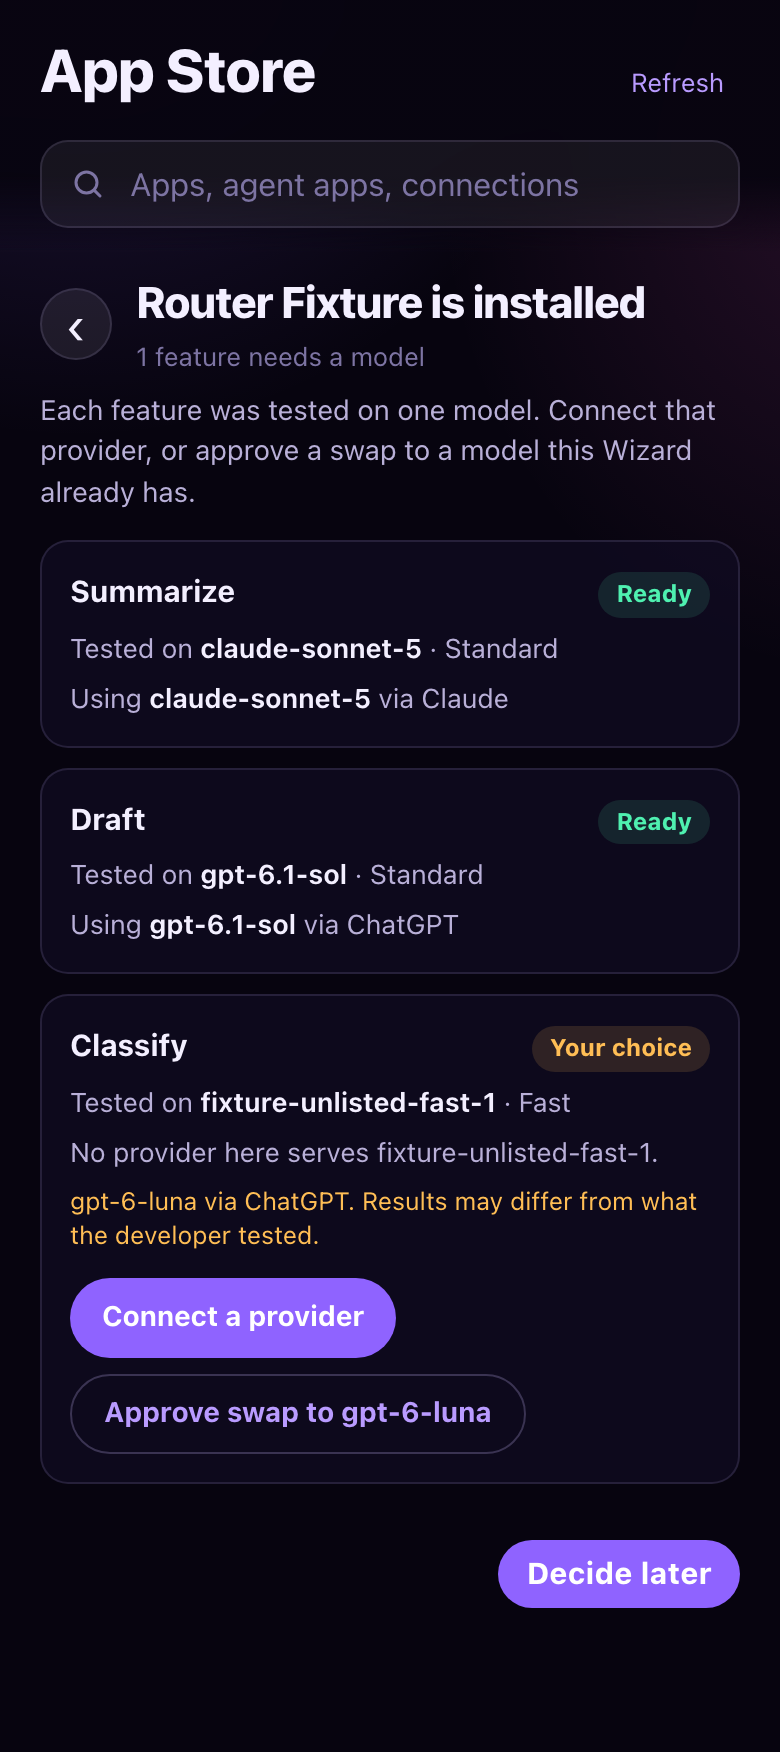 App Store
Refresh
Apps, agent apps, connections
Router Fixture is installed
1 feature needs a model
Each feature was tested on one model. Connect that
provider, or approve a swap to a model this Wizard
already has.
Summarize
Ready
Tested on claude-sonnet-5 · Standard
Using claude-sonnet-5 via Claude
Draft
Ready
Tested on gpt-6.1-sol · Standard
Using gpt-6.1-sol via ChatGPT
Classify
Your choice
Tested on fixture-unlisted-fast-1 · Fast
No provider here serves fixture-unlisted-fast-1.
gpt-6-luna via ChatGPT. Results may differ from what
the developer tested.
Connect a provider
Approve swap to gpt-6-luna
Decide later